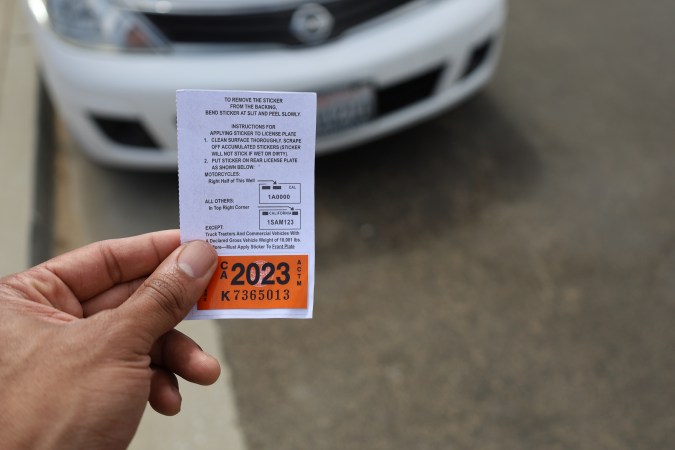 TO REMOVE THE STICKER
FROM THE BACKING,
BEND STICKER AT SLIT AND PEEL SLOWLY.
INSTRUCTIONS FOR
APPLYING STICKER TO LICENSE PLATE
1. CLEAN SURFACE THOROUGHLY. SCRAPE
OFF ACCUMULATED STICKERS (STICKER
WILL NOT STICK IF WET OR DIRTY).
2. PUT STICKER ON REAR LICENSE PLATE
AS SHOWN BELOW:
MOTORCYCLES:
Right Half of This Well
CAL
1A0000
ALL OTHERS:
In Top Right Corner
CALIFORNIA
1SAM123
EXCEPT:
Truck Tractors And Commercial Vehicles With
a Declared Gross Vehicle Weight of 10,001 lbs.
More—Must Apply Sticker To Front Plate
CA 2023 ACTM
K7365013